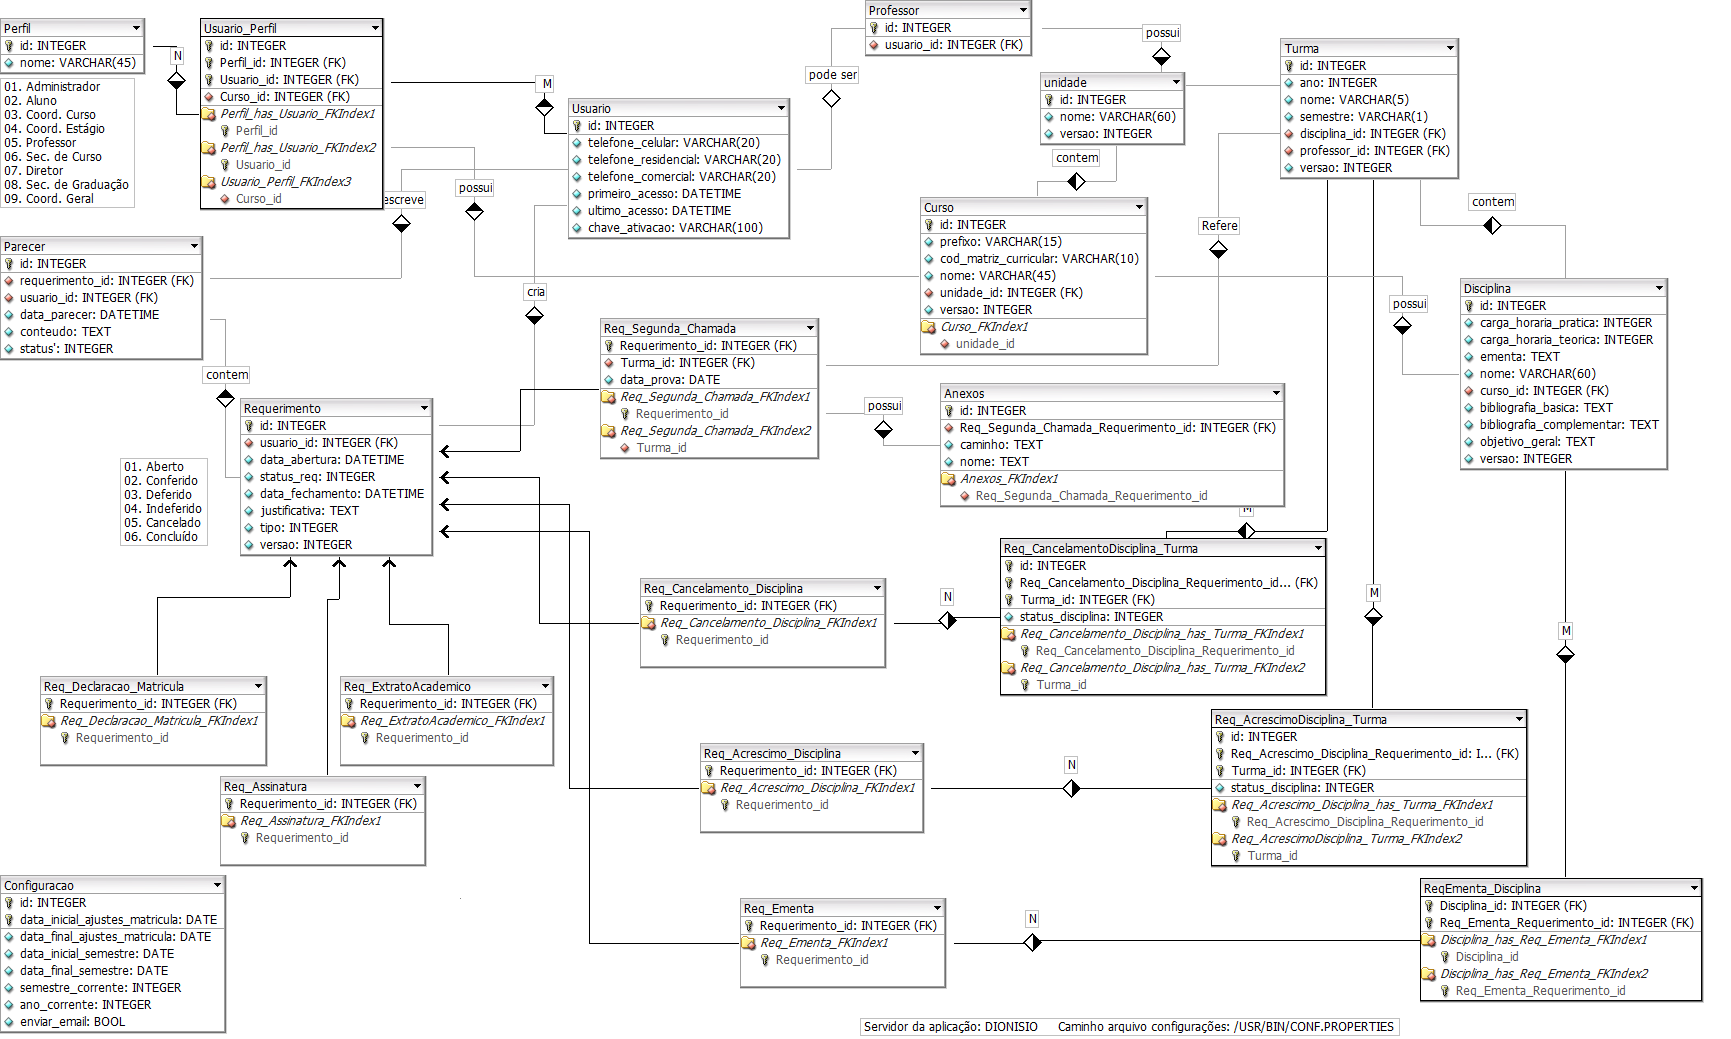 Perfil
id: INTEGER
nome: VARCHAR(45)
01. Administrador
02. Aluno
03. Coord. Curso
04. Coord. Estágio
05. Professor
06. Sec. de Curso
07. Diretor
08. Sec. de Graduação
09. Coord. Geral
N
Usuario_Perfil
id: INTEGER
Perfil_id: INTEGER (FK)
Usuario_id: INTEGER (FK)
Curso_id: INTEGER (FK)
Perfil_has_Usuario_FKIndex1
Perfil_id
Perfil_has_Usuario_FKIndex2
Usuario_id
Usuario_Perfil_FKIndex3
Curso_id
M
Usuario
id: INTEGER
telefone_celular: VARCHAR(20)
telefone_residencial: VARCHAR(20)
telefone_comercial: VARCHAR(20)
primeiro_acesso: DATETIME
ultimo_acesso: DATETIME
chave_ativacao: VARCHAR(100)
pode ser
Professor
id: INTEGER
usuario_id: INTEGER (FK)
possui
unidade
id: INTEGER
nome: VARCHAR(60)
versao: INTEGER
contem
Turma
id: INTEGER
ano: INTEGER
nome: VARCHAR(5)
semestre: VARCHAR(1)
disciplina_id: INTEGER (FK)
professor_id: INTEGER (FK)
versao: INTEGER
contem
escreve
possui
Refere
Curso
id: INTEGER
prefixo: VARCHAR(15)
cod_matriz_curricular: VARCHAR(10)
nome: VARCHAR(45)
unidade_id: INTEGER (FK)
versao: INTEGER
Curso_FKIndex1
unidade_id
Parecer
id: INTEGER
requerimento_id: INTEGER (FK)
usuario_id: INTEGER (FK)
data_parecer: DATETIME
conteudo: TEXT
status': INTEGER
contem
cria
possui
Disciplina
id: INTEGER
carga_horaria_pratica: INTEGER
carga_horaria_teorica: INTEGER
ementa: TEXT
nome: VARCHAR(60)
curso_id: INTEGER (FK)
bibliografia_basica: TEXT
bibliografia_complementar: TEXT
objetivo_geral: TEXT
versao: INTEGER
Req_Segunda_Chamada
Requerimento_id: INTEGER (FK)
Turma_id: INTEGER (FK)
data_prova: DATE
Req_Segunda_Chamada_FKIndex1
Requerimento_id
Req_Segunda_Chamada_FKIndex2
Turma_id
possui
Anexos
id: INTEGER
Req_Segunda_Chamada_Requerimento_id: INTEGER (FK)
caminho: TEXT
nome: TEXT
Anexos_FKIndex1
Req_Segunda_Chamada_Requerimento_id
Requerimento
id: INTEGER
usuario_id: INTEGER (FK)
data_abertura: DATETIME
status_req: INTEGER
data_fechamento: DATETIME
justificativa: TEXT
tipo: INTEGER
versao: INTEGER
01. Aberto
02. Conferido
03. Deferido
04. Indeferido
05. Cancelado
06. Concluído
M
Req_CancelamentoDisciplina_Turma
id: INTEGER
Req_Cancelamento_Disciplina_Requerimento_id... (FK)
Turma_id: INTEGER (FK)
status_disciplina: INTEGER
Req_Cancelamento_Disciplina_has_Turma_FKIndex1
Req_Cancelamento_Disciplina_Requerimento_id
Req_Cancelamento_Disciplina_has_Turma_FKIndex2
Turma_id
Req_Cancelamento_Disciplina
Requerimento_id: INTEGER (FK)
Req_Cancelamento_Disciplina_FKIndex1
Requerimento_id
N
M
M
Req_Declaracao_Matricula
Requerimento_id: INTEGER (FK)
Req_Declaracao_Matricula_FKIndex1
Requerimento_id
Req_ExtratoAcademico
Requerimento_id: INTEGER (FK)
Req_ExtratoAcademico_FKIndex1
Requerimento_id
Req_Assinatura
Requerimento_id: INTEGER (FK)
Req_Assinatura_FKIndex1
Requerimento_id
Req_Acrescimo_Disciplina
Requerimento_id: INTEGER (FK)
Req_Acrescimo_Disciplina_FKIndex1
Requerimento_id
N
Req_AcrescimoDisciplina_Turma
id: INTEGER
Req_Acrescimo_Disciplina_Requerimento_id: I... (FK)
Turma_id: INTEGER (FK)
status_disciplina: INTEGER
Req_Acrescimo_Disciplina_has_Turma_FKIndex1
Req_Acrescimo_Disciplina_Requerimento_id
Req_AcrescimoDisciplina_Turma_FKIndex2
Turma_id
Configuracao
id: INTEGER
data_inicial_ajustes_matricula: DATE
data_final_ajustes_matricula: DATE
data_inicial_semestre: DATE
data_final_semestre: DATE
semestre_corrente: INTEGER
ano_corrente: INTEGER
enviar_email: BOOL
Req_Ementa
Requerimento_id: INTEGER (FK)
Req_Ementa_FKIndex1
Requerimento_id
N
ReqEmenta_Disciplina
Disciplina_id: INTEGER (FK)
Req_Ementa_Requerimento_id: INTEGER (FK)
Disciplina_has_Req_Ementa_FKIndex1
Disciplina_id
Disciplina_has_Req_Ementa_FKIndex2
Req_Ementa_Requerimento_id
Servidor da aplicação: DIONISIO Caminho arquivo configurações: /USR/BIN/CONF.PROPERTIES